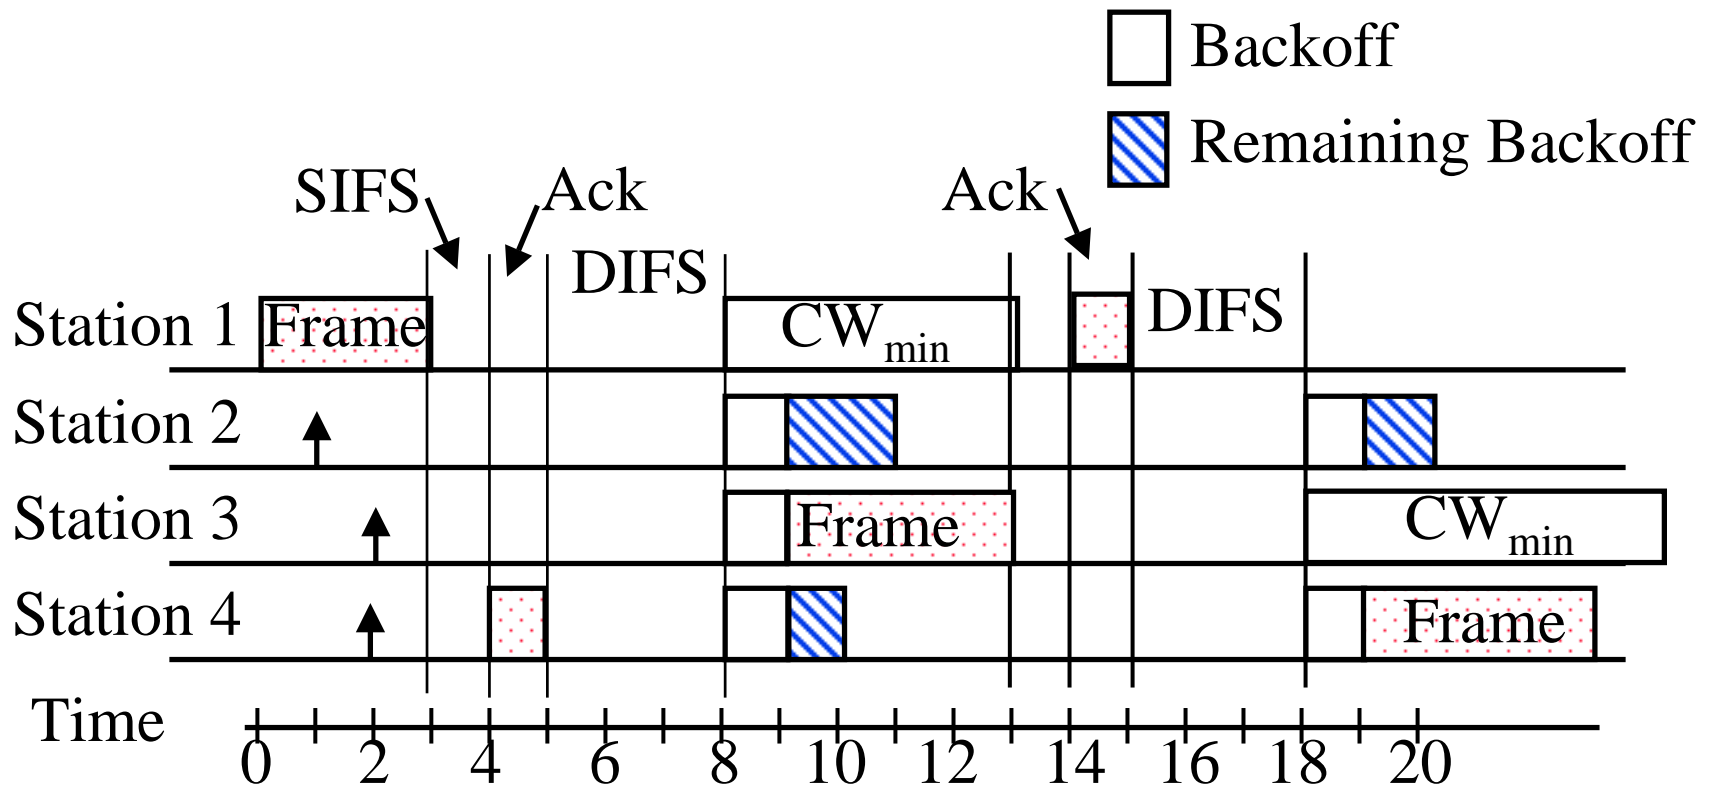 Backoff
Remaining Backoff
SIFS
Ack
Ack
DIFS
Station 1
Frame
CWmin
DIFS
Station 2
Station 3
Frame
CWmin
Station 4
Frame
Time
0 2 4 6 8 10 12 14 16 18 20